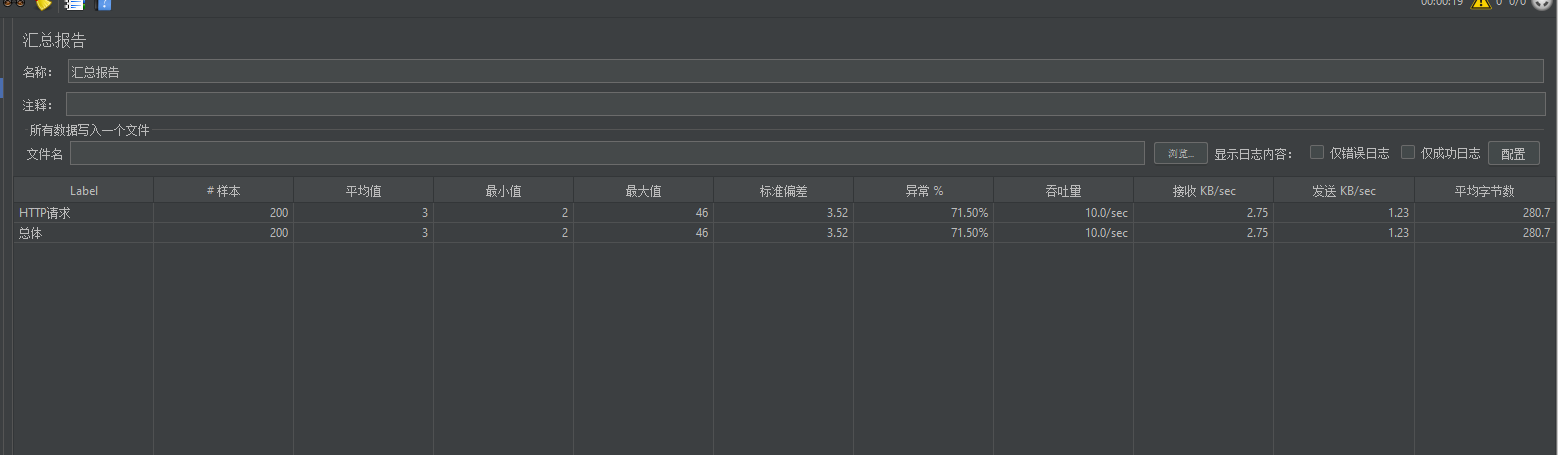 00:00:19 0 0/0
汇总报告
名称： 汇总报告
注释：
所有数据写入一个文件
文件名 浏览... 显示日志内容： 仅错误日志 仅成功日志 配置
Label # 样本 平均值 最小值 最大值 标准偏差 异常 % 吞吐量 接收 KB/sec 发送 KB/sec 平均字节数
HTTP请求 200 3 2 46 3.52 71.50% 10.0/sec 2.75 1.23 280.7
总体 200 3 2 46 3.52 71.50% 10.0/sec 2.75 1.23 280.7